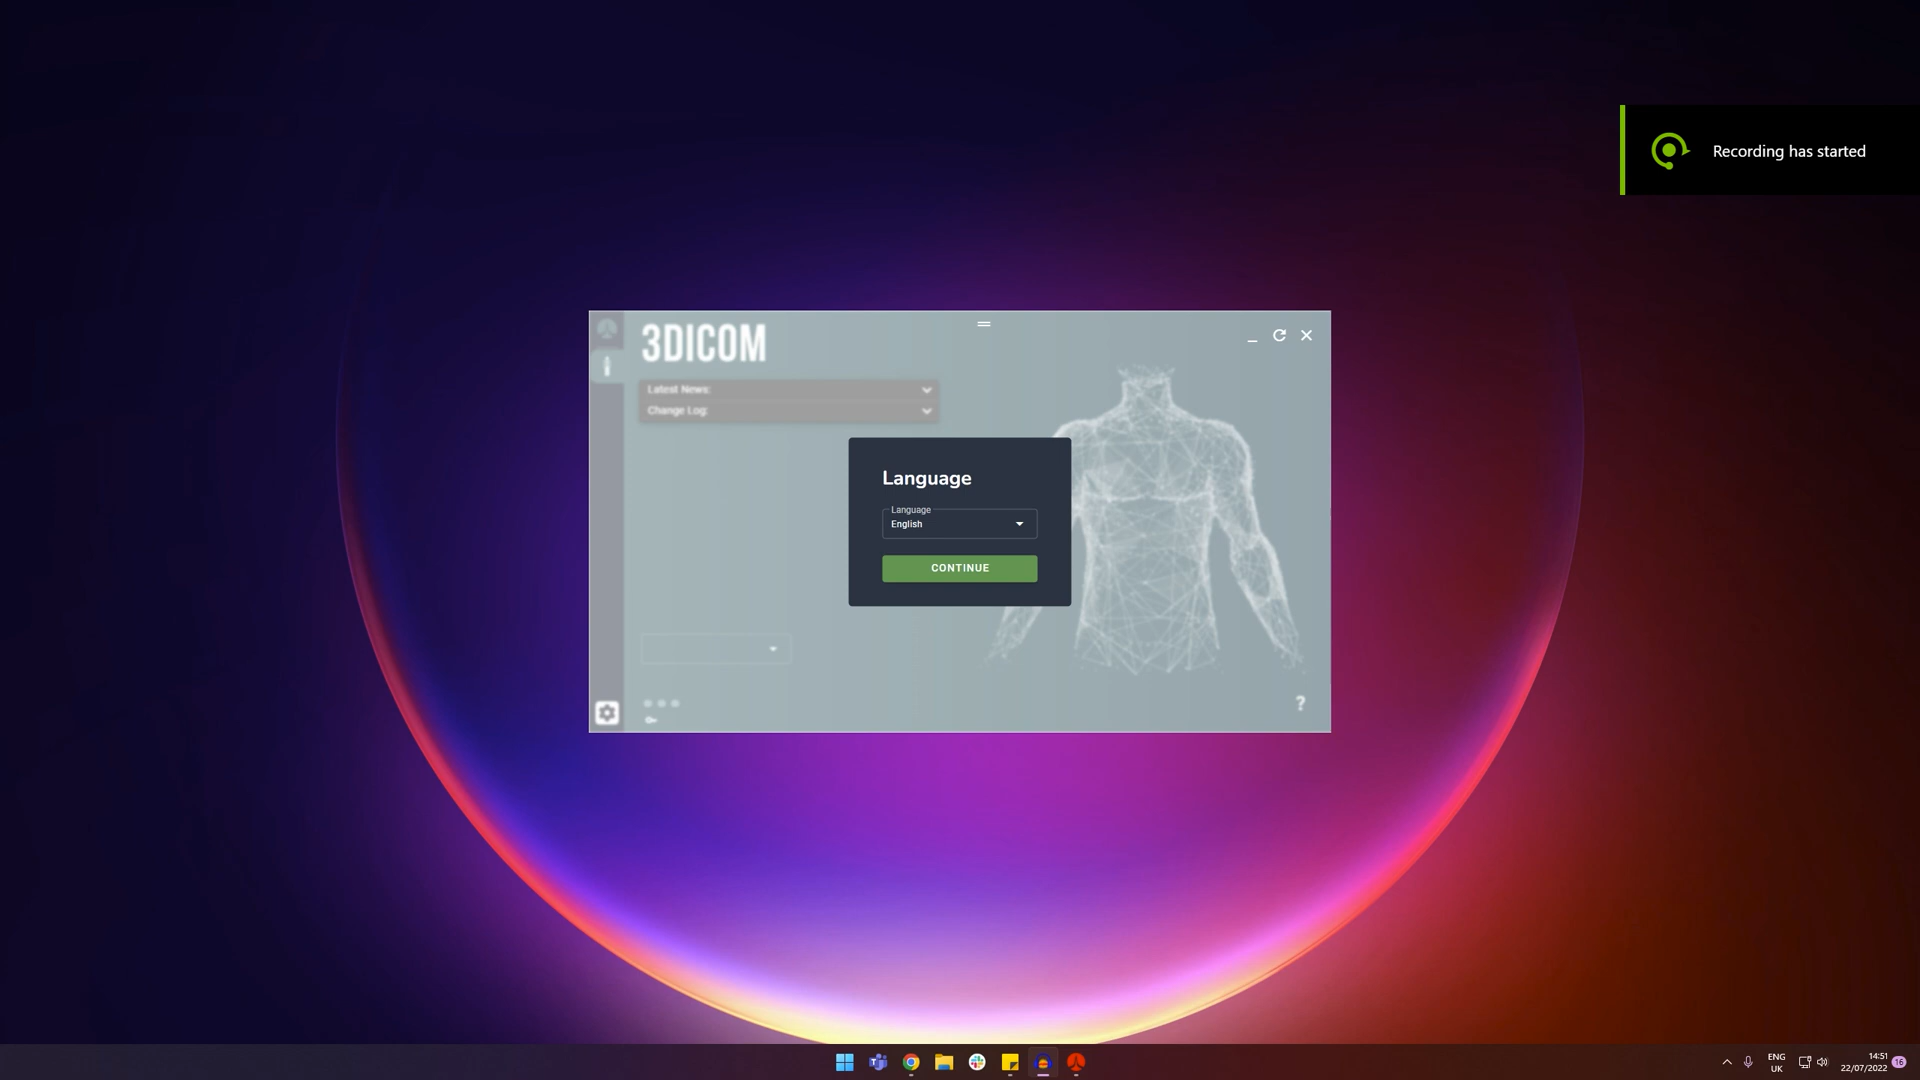 Recording has started
3DICOM
Latest News:
Change Log:
Language
Language
English
CONTINUE
?
ENG
UK
14:51
22/07/2022
16